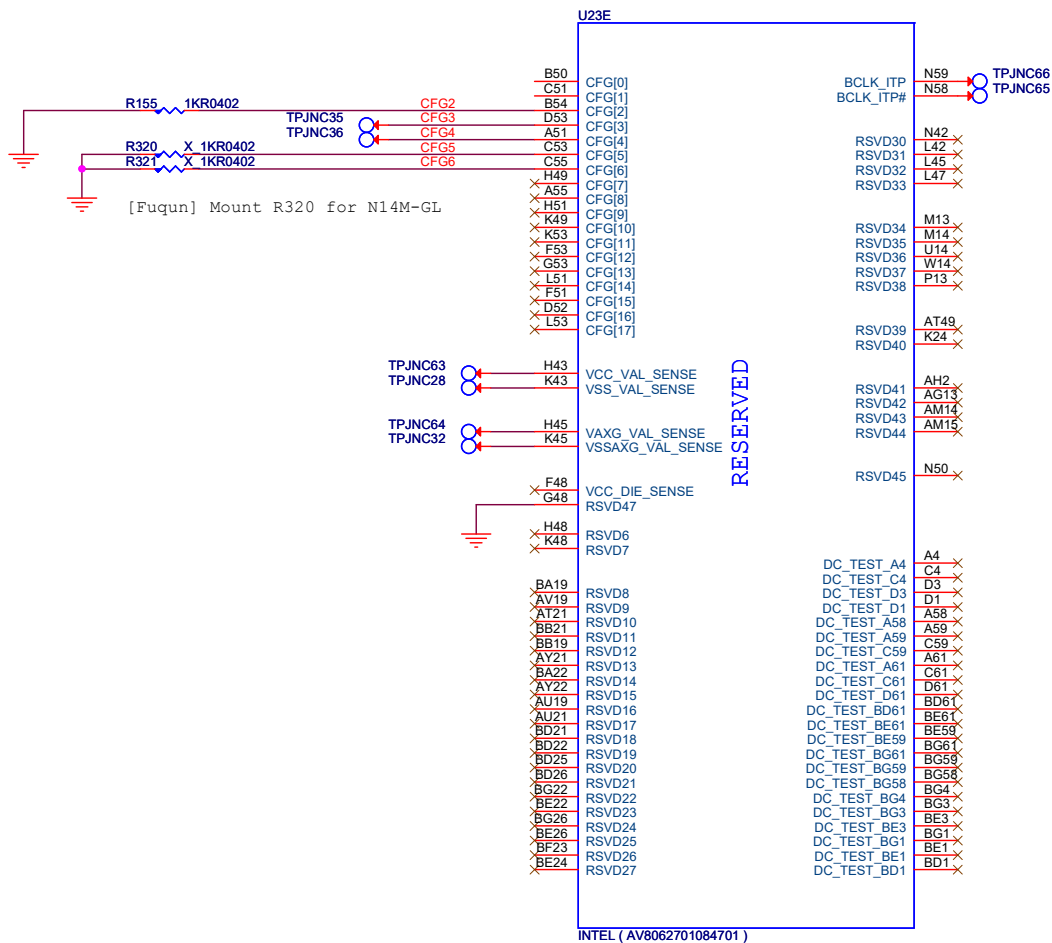 U23E
B50 CFG[0]
C51 CFG[1]
R155 1KR0402 CFG2 B54 CFG[2]
TPJNC35 CFG3 D53 CFG[3]
TPJNC36 CFG4 A51 CFG[4]
R320 X_1KR0402 CFG5 C53 CFG[5]
R321 X_1KR0402 CFG6 C55 CFG[6]
H49 CFG[7]
A55 CFG[8]
[Fuqun] Mount R320 for N14M-GL
H51 CFG[9]
K49 CFG[10]
K53 CFG[11]
F53 CFG[12]
G53 CFG[13]
L51 CFG[14]
F51 CFG[15]
D52 CFG[16]
L53 CFG[17]
TPJNC63 H43 VCC_VAL_SENSE
TPJNC28 K43 VSS_VAL_SENSE
TPJNC64 H45 VAXG_VAL_SENSE
TPJNC32 K45 VSSAXG_VAL_SENSE
F48 VCC_DIE_SENSE
G48 RSVD47
H48 RSVD6
K48 RSVD7
BA19 RSVD8
AV19 RSVD9
AT21 RSVD10
BB21 RSVD11
BB19 RSVD12
AY21 RSVD13
BA22 RSVD14
AY22 RSVD15
AU19 RSVD16
AU21 RSVD17
BD21 RSVD18
BD22 RSVD19
BD25 RSVD20
BD26 RSVD21
BG22 RSVD22
BE22 RSVD23
BG26 RSVD24
BE26 RSVD25
BF23 RSVD26
BE24 RSVD27
RESERVED
BCLK_ITP N59 TPJNC66
BCLK_ITP# N58 TPJNC65
RSVD30 N42
RSVD31 L42
RSVD32 L45
RSVD33 L47
RSVD34 M13
RSVD35 M14
RSVD36 U14
RSVD37 W14
RSVD38 P13
RSVD39 AT49
RSVD40 K24
RSVD41 AH2
RSVD42 AG13
RSVD43 AM14
RSVD44 AM15
RSVD45 N50
DC_TEST_A4 A4
DC_TEST_C4 C4
DC_TEST_D3 D3
DC_TEST_D1 D1
DC_TEST_A58 A58
DC_TEST_A59 A59
DC_TEST_C59 C59
DC_TEST_A61 A61
DC_TEST_C61 C61
DC_TEST_D61 D61
DC_TEST_BD61 BD61
DC_TEST_BE61 BE61
DC_TEST_BE59 BE59
DC_TEST_BG61 BG61
DC_TEST_BG59 BG59
DC_TEST_BG58 BG58
DC_TEST_BG4 BG4
DC_TEST_BG3 BG3
DC_TEST_BE3 BE3
DC_TEST_BG1 BG1
DC_TEST_BE1 BE1
DC_TEST_BD1 BD1
INTEL ( AV8062701084701 )